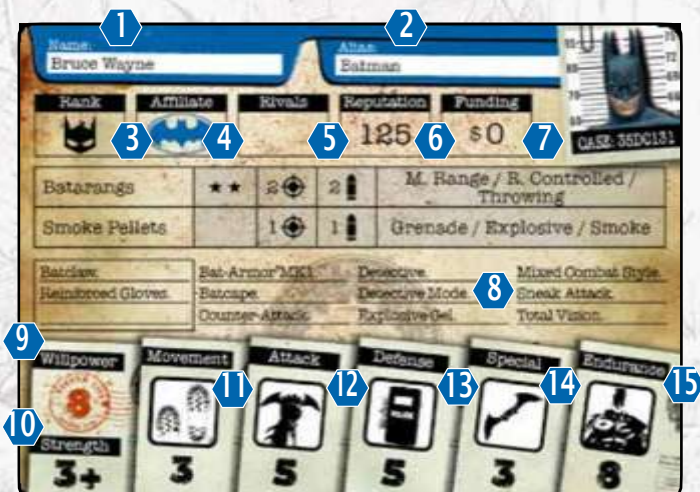 1 2
Name: Alias:
Bruce Wayne Batman
Rank Affiliate Rivals Reputation Funding
3 4 5 125 6 $0 7
CASE: 35DC131
Batarangs ★★ 2 2 M. Range / R. Controlled / Throwing
Smoke Pellets 1 1 Grenade / Explosive / Smoke
Batclaw. Bat-Armor MK1. Detective. Mixed Combat Style.
Reinforced Gloves. Batcape. Detective Mode. 8 Sneak Attack.
Counter-Attack. Explosive Gel. Total Vision.
9
Willpower Movement Attack Defense Special Endurance
8 11 12 13 14 15
10
Strength
3+ 3 5 5 3 8